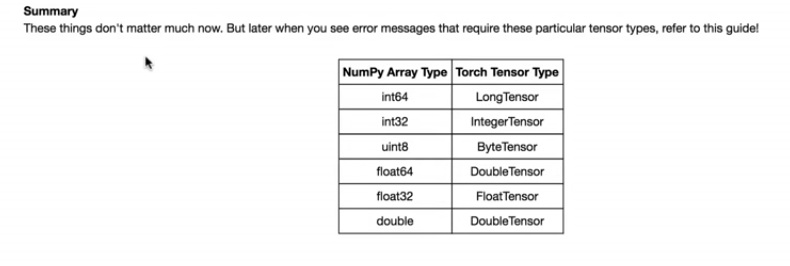 Summary
These things don't matter much now. But later when you see error messages that require these particular tensor types, refer to this guide!
NumPy Array Type Torch Tensor Type
int64 LongTensor
int32 IntegerTensor
uint8 ByteTensor
float64 DoubleTensor
float32 FloatTensor
double DoubleTensor